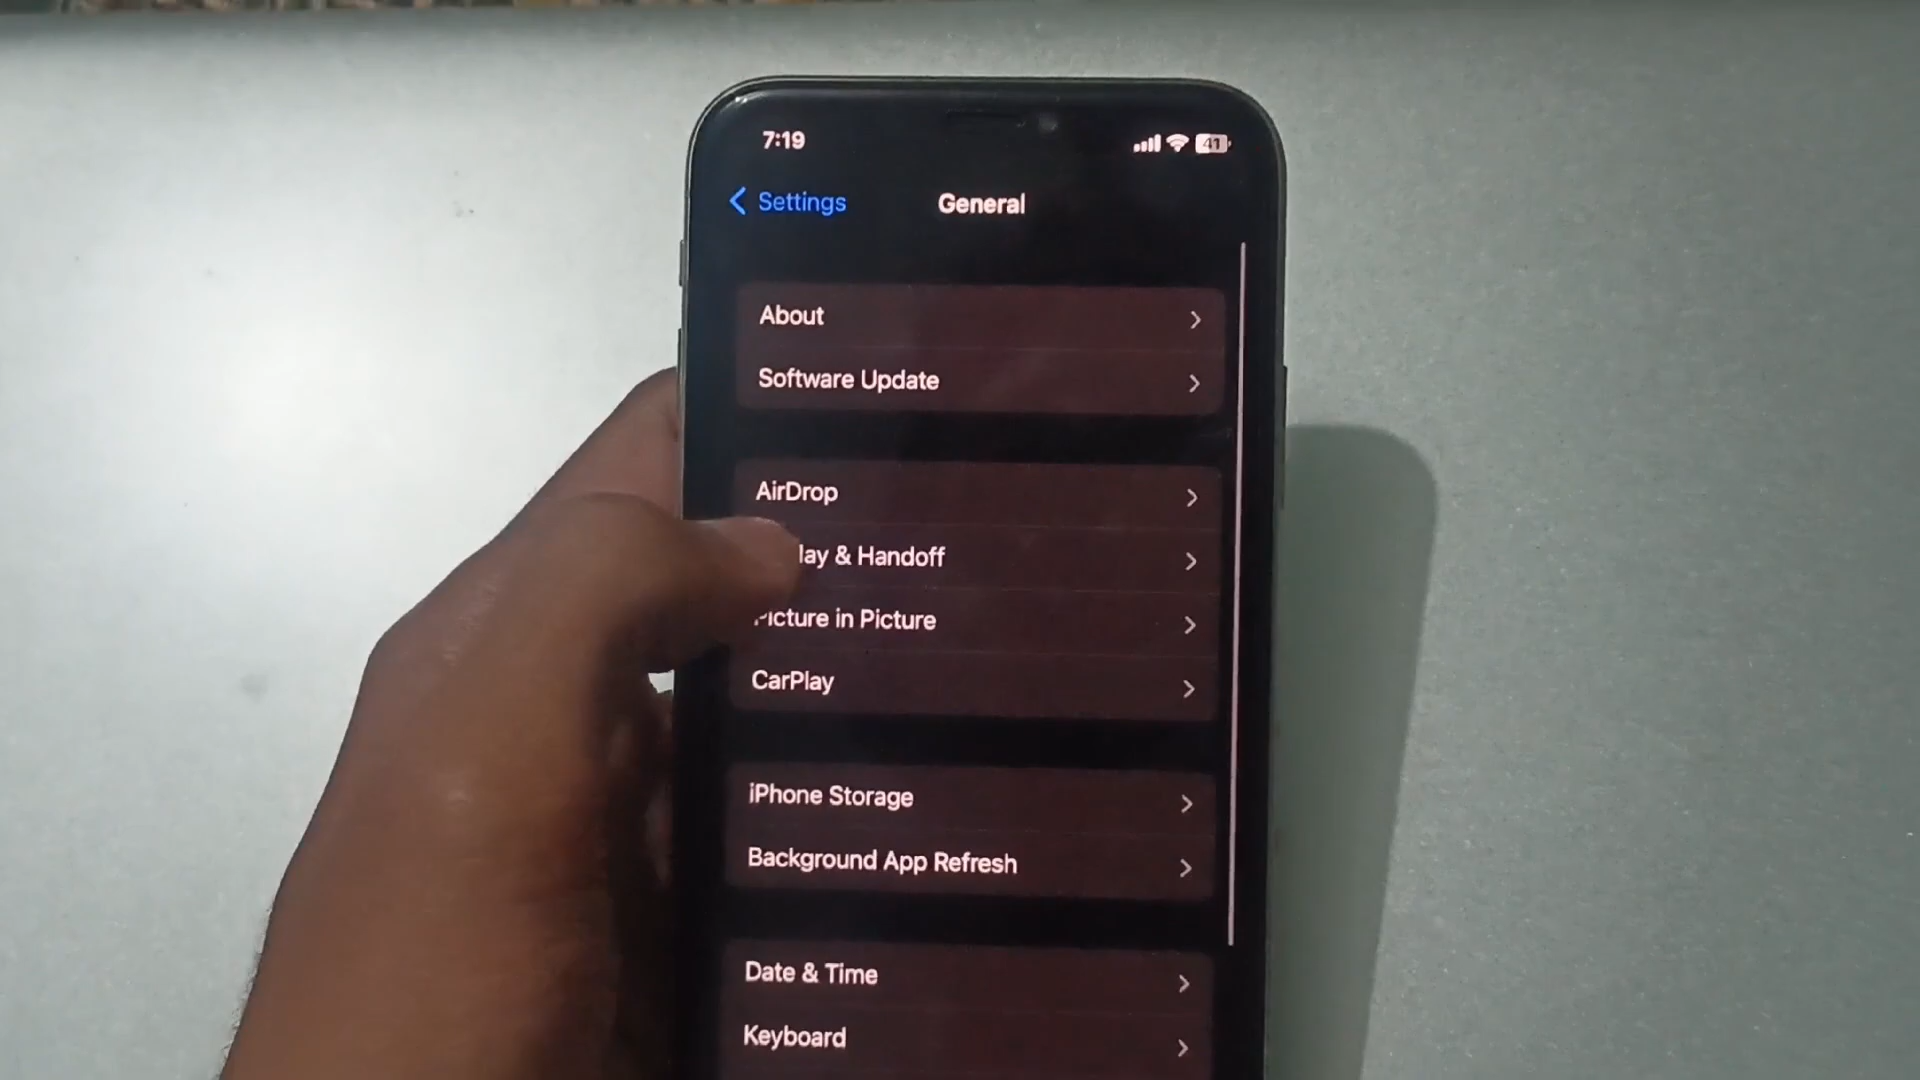 7:19
41
Settings
General
About
Software Update
AirDrop
lay & Handoff
Picture in Picture
CarPlay
iPhone Storage
Background App Refresh
Date & Time
Keyboard